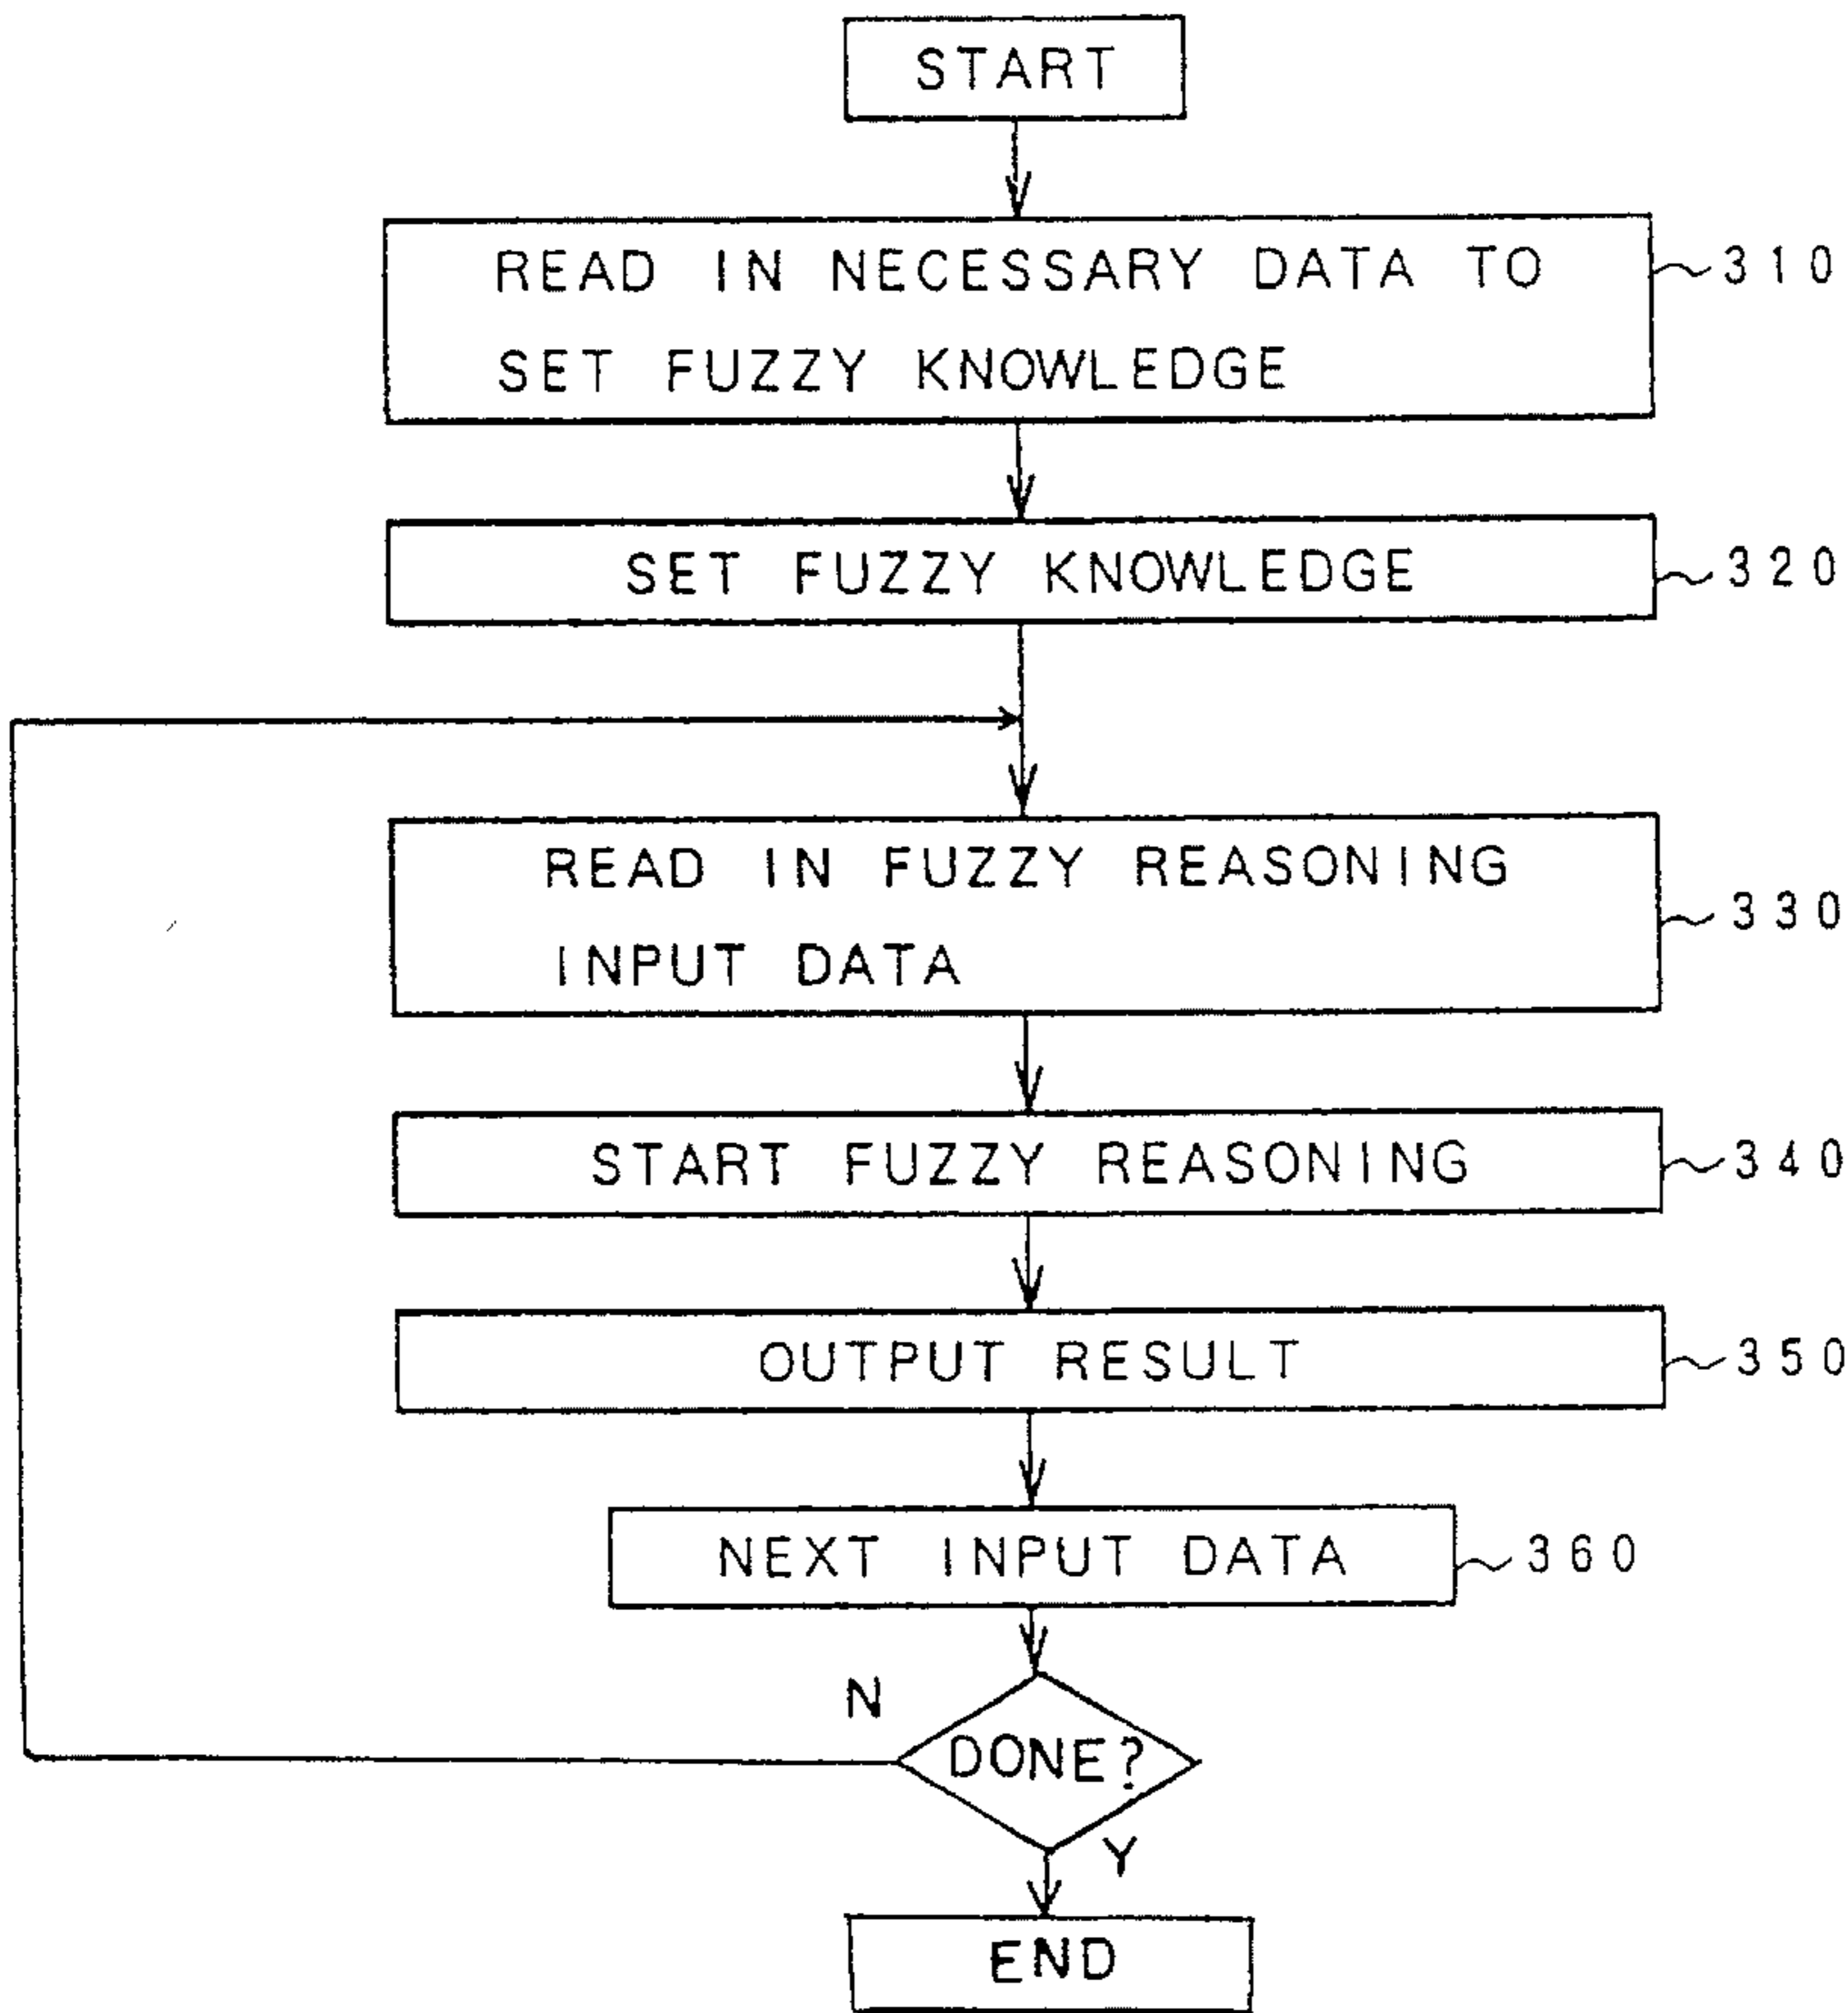 START
READ IN NECESSARY DATA TO
SET FUZZY KNOWLEDGE
310
SET FUZZY KNOWLEDGE
320
READ IN FUZZY REASONING
INPUT DATA
330
START FUZZY REASONING
340
OUTPUT RESULT
350
NEXT INPUT DATA
360
N
DONE?
Y
END